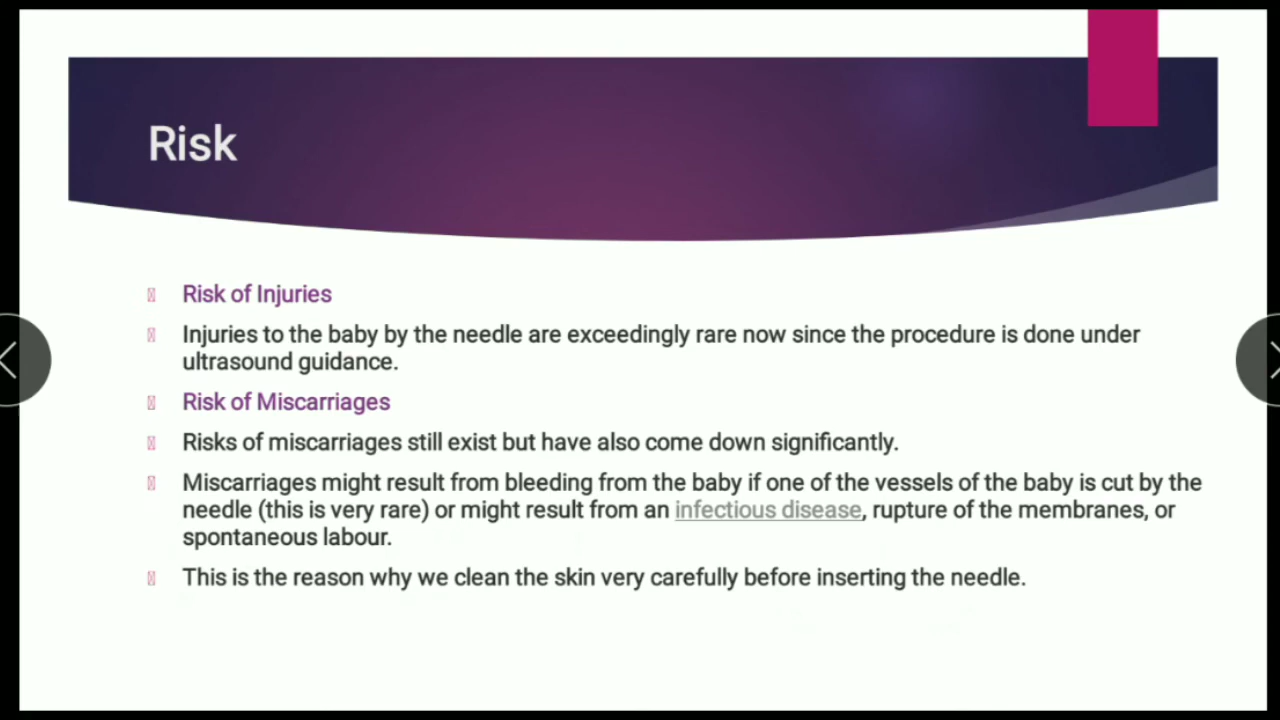 Risk
Risk of Injuries
Injuries to the baby by the needle are exceedingly rare now since the procedure is done under
ultrasound guidance.
Risk of Miscarriages
Risks of miscarriages still exist but have also come down significantly.
Miscarriages might result from bleeding from the baby if one of the vessels of the baby is cut by the
needle (this is very rare) or might result from an infectious disease, rupture of the membranes, or
spontaneous labour.
This is the reason why we clean the skin very carefully before inserting the needle.